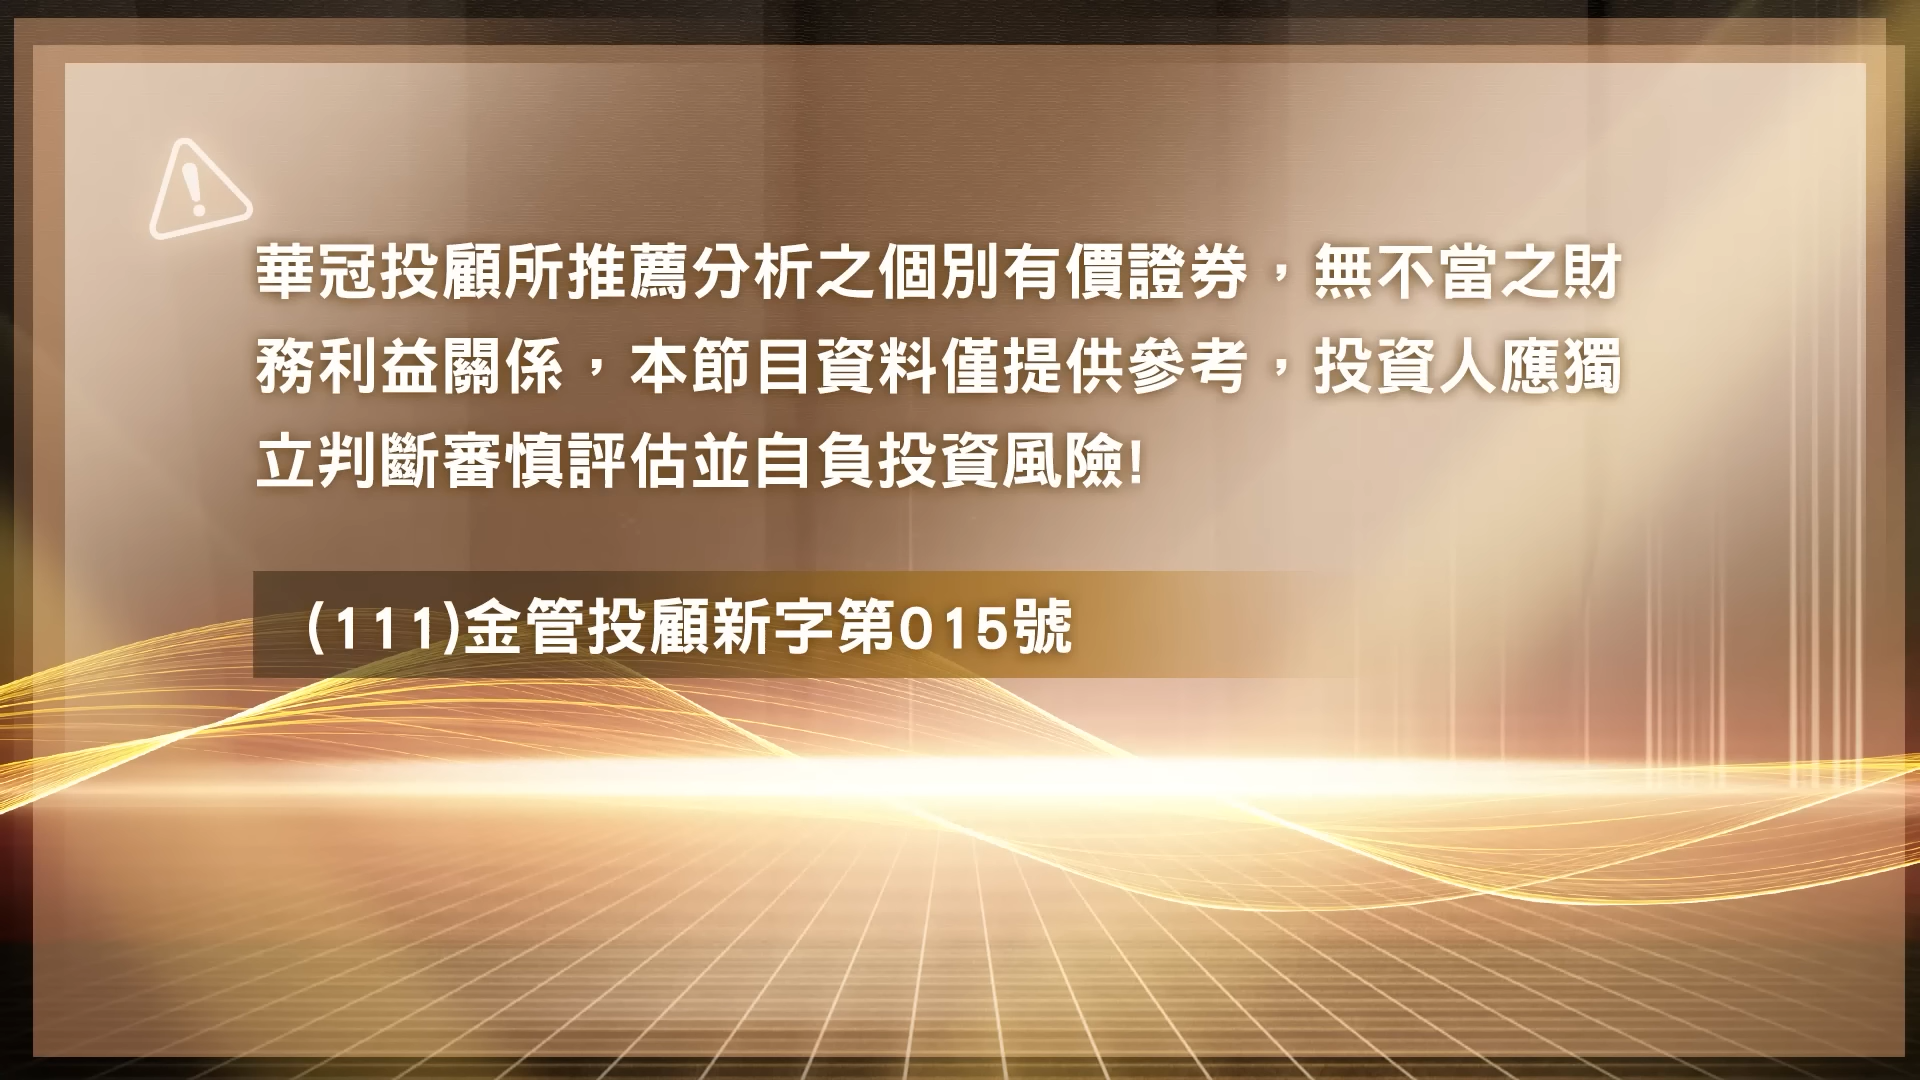 華冠投顧所推薦分析之個別有價證券，無不當之財
務利益關係，本節目資料僅提供參考，投資人應獨
立判斷審慎評估並自負投資風險!
(111)金管投顧新字第015號